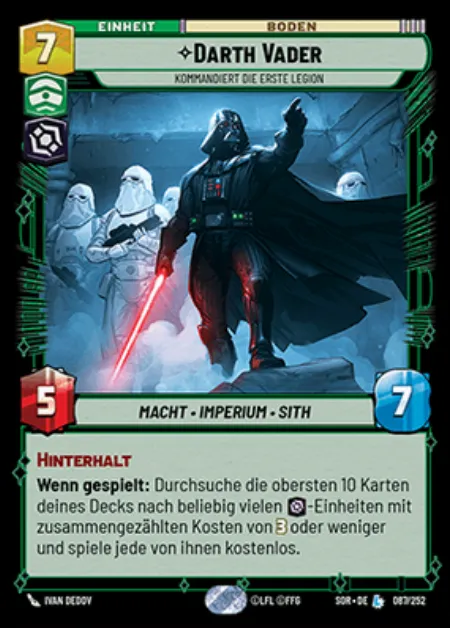 7
EINHEIT
BODEN
DARTH VADER
KOMMANDIERT DIE ERSTE LEGION
5
MACHT • IMPERIUM • SITH
7
HINTERHALT
Wenn gespielt: Durchsuche die obersten 10 Karten
deines Decks nach beliebig vielen -Einheiten mit
zusammengezählten Kosten von 3 oder weniger
und spiele jede von ihnen kostenlos.
IVAN DEDOV
©LFL ©FFG
SOR • DE L 087/252